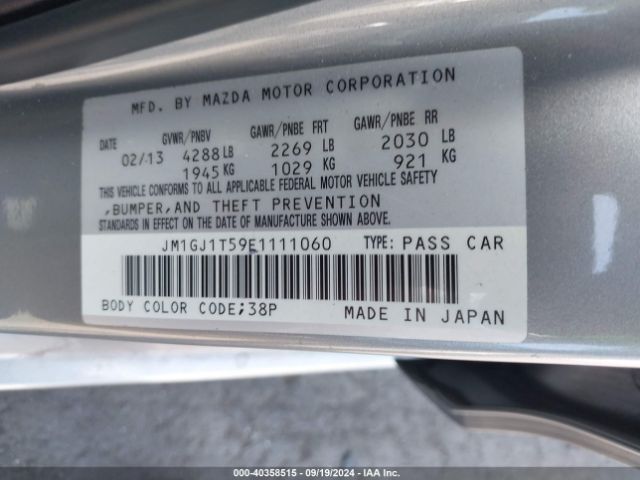 MFD. BY MAZDA MOTOR CORPORATION
DATE GVWR/PNBV GAWR/PNBE FRT GAWR/PNBE RR
02/13 4288 LB 2269 LB 2030 LB
1945 KG 1029 KG 921 KG
THIS VEHICLE CONFORMS TO ALL APPLICABLE FEDERAL MOTOR VEHICLE SAFETY
,BUMPER,AND THEFT PREVENTION
STANDARDS IN EFFECT ON THE DATE OF MANUFACTURE SHOWN ABOVE.
JM1GJ1T59E1111060 TYPE: PASS CAR
BODY COLOR CODE;38P MADE IN JAPAN
000-40358515 - 09/19/2024 - IAA Inc.